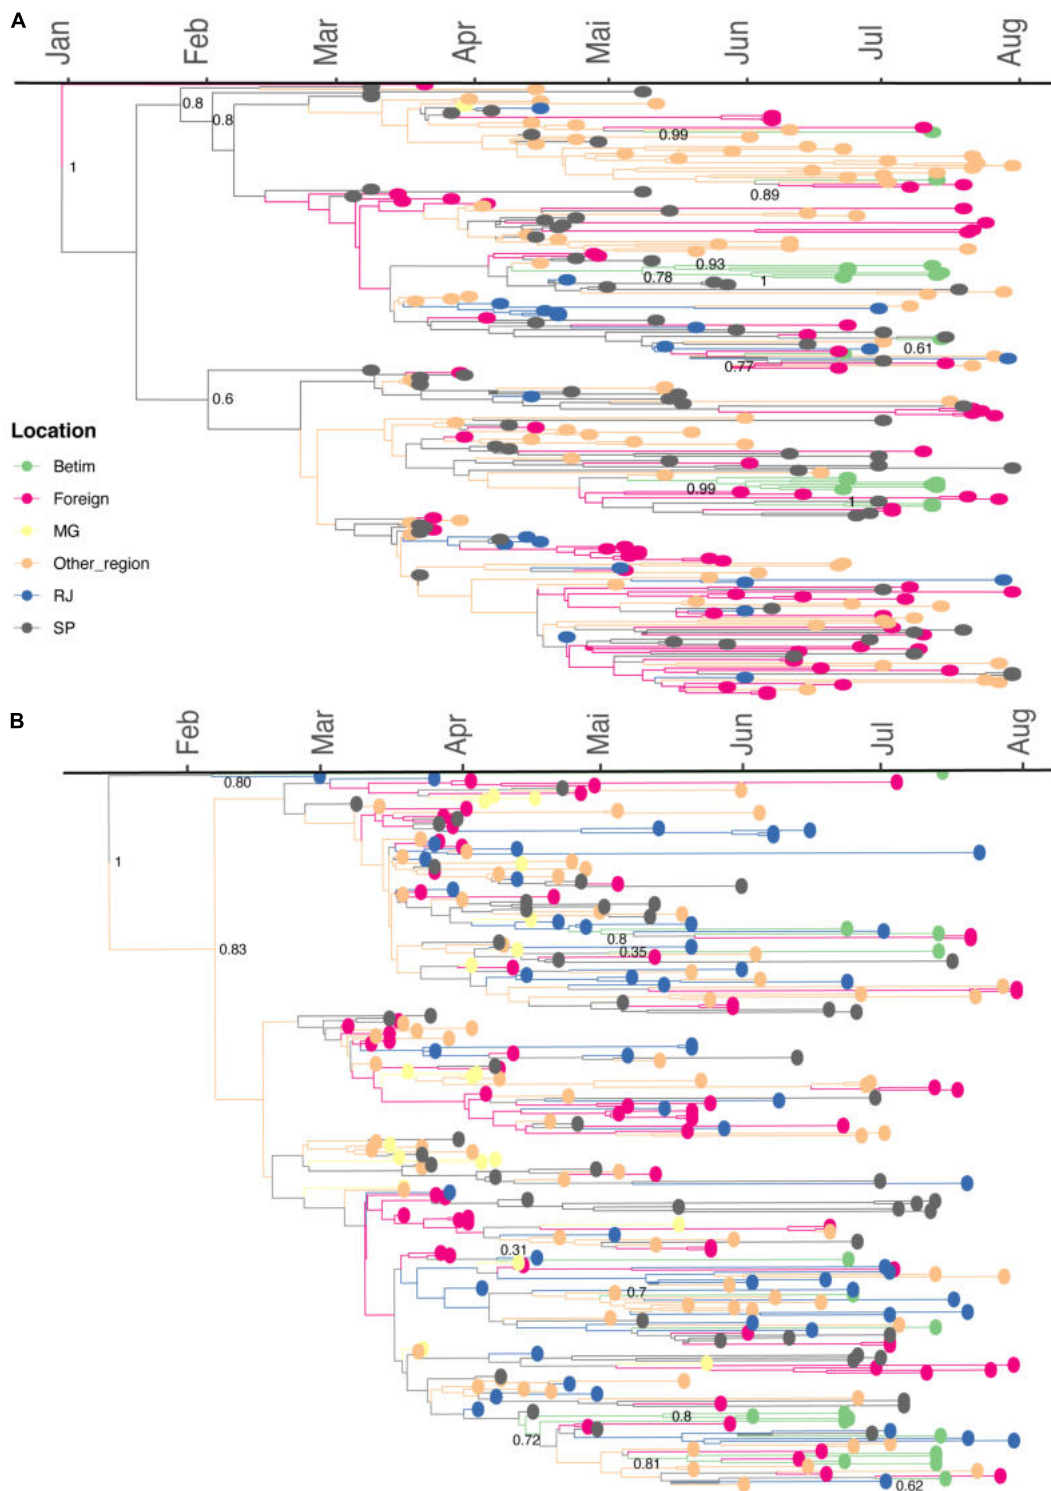 A
Jan Feb Mar Apr Mai Jun Jul Aug
0.8
0.8
0.99
1
0.89
0.93
0.78 1
0.61
0.77
0.6
Location
Betim
Foreign
MG
Other_region
RJ
SP
0.99
1
B
Feb Mar Apr Mai Jun Jul Aug
0.80
1
0.83
0.8
0.35
0.31
0.7
0.8
0.72
0.81
0.62